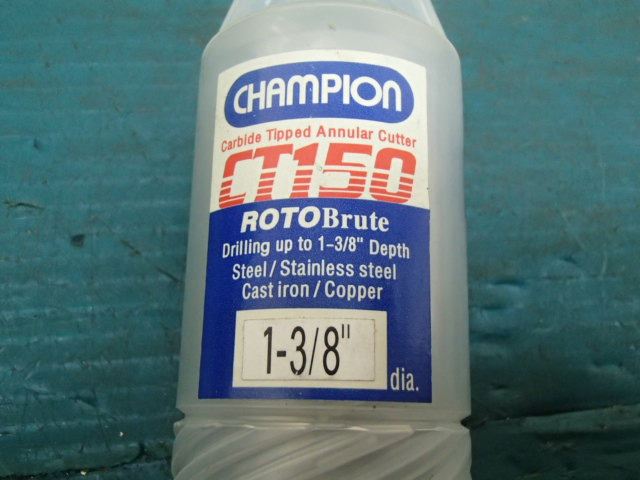 CHAMPION
Carbide Tipped Annular Cutter
CT150
ROTOBrute
Drilling up to 1-3/8" Depth
Steel/Stainless steel
Cast iron/Copper
1-3/8"
dia.